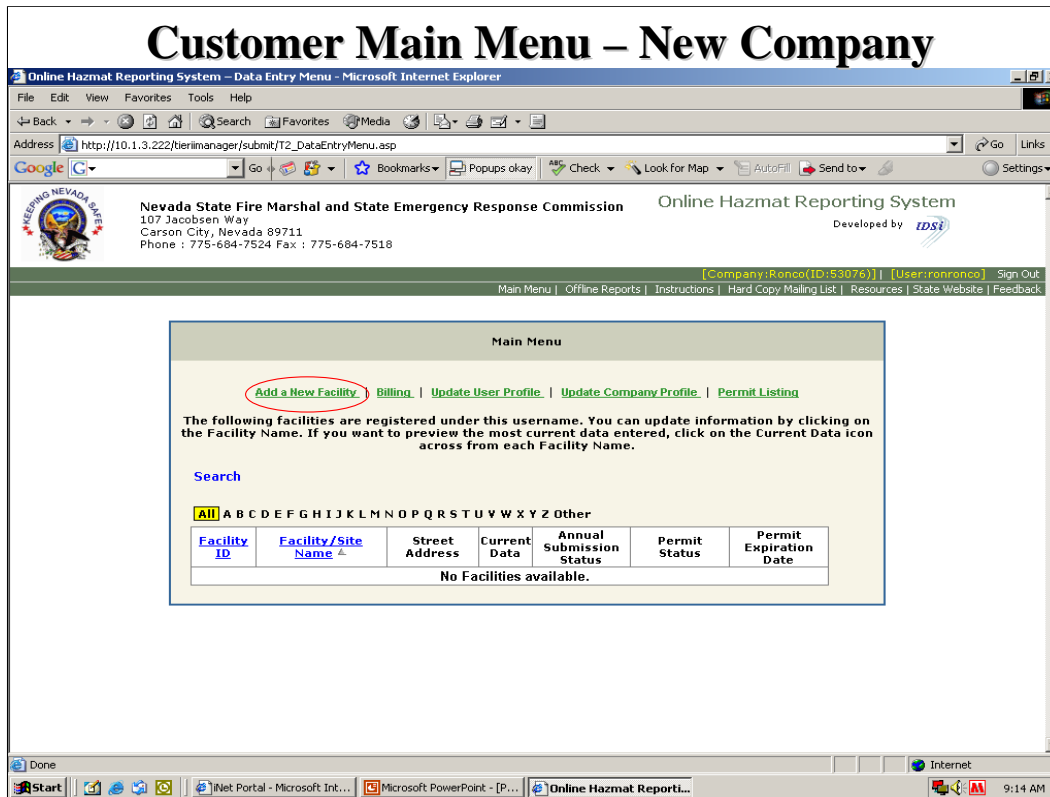 Customer Main Menu – New Company
Online Hazmat Reporting System -- Data Entry Menu - Microsoft Internet Explorer
File Edit View Favorites Tools Help
Back Search Favorites Media
Address http://10.1.3.222/tieriimanager/submit/T2_DataEntryMenu.asp Go Links
Google G Go Bookmarks Popups okay ABC Check Look for Map AutoFill Send to Settings
KEEPING NEVADA SAFE
Nevada State Fire Marshal and State Emergency Response Commission
107 Jacobsen Way
Carson City, Nevada 89711
Phone : 775-684-7524 Fax : 775-684-7518
Online Hazmat Reporting System
Developed by IDSi
[Company:Ronco(ID:53076)] | [User:ronronco] Sign Out
Main Menu | Offline Reports | Instructions | Hard Copy Mailing List | Resources | State Website | Feedback
Main Menu
Add a New Facility | Billing | Update User Profile | Update Company Profile | Permit Listing
The following facilities are registered under this username. You can update information by clicking on
the Facility Name. If you want to preview the most current data entered, click on the Current Data icon
across from each Facility Name.
Search
All A B C D E F G H I J K L M N O P Q R S T U V W X Y Z Other
Facility ID Facility/Site Name Street Address Current Data Annual Submission Status Permit Status Permit Expiration Date
No Facilities available.
Done Internet
Start iNet Portal - Microsoft Int... Microsoft PowerPoint - [P... Online Hazmat Reporti... 9:14 AM